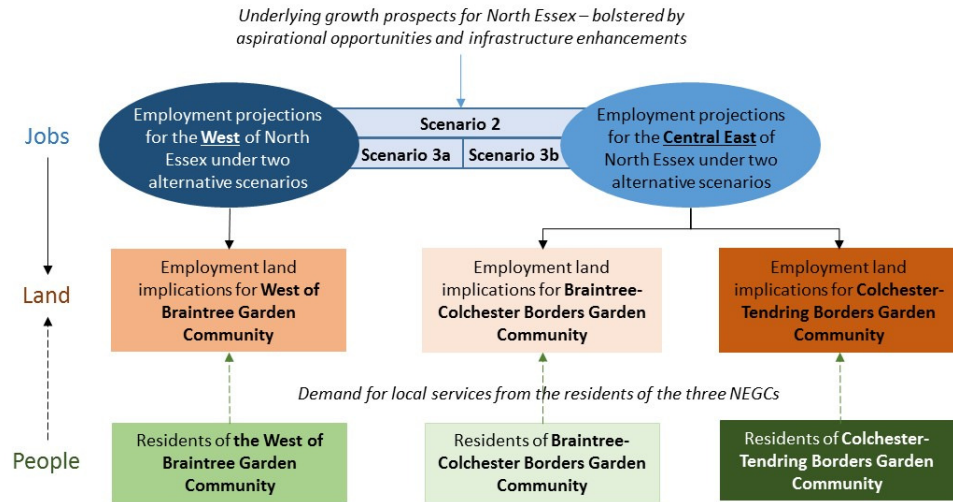 Underlying growth prospects for North Essex – bolstered by
aspirational opportunities and infrastructure enhancements
Jobs
Employment projections
for the West of North
Essex under two
alternative scenarios
Scenario 2
Scenario 3a
Scenario 3b
Employment projections
for the Central East of
North Essex under two
alternative scenarios
Land
Employment land
implications for West of
Braintree Garden
Community
Employment land
implications for Braintree-
Colchester Borders Garden
Community
Employment land
implications for Colchester-
Tendring Borders Garden
Community
Demand for local services from the residents of the three NEGCs
People
Residents of the West of
Braintree Garden
Community
Residents of Braintree-
Colchester Borders Garden
Community
Residents of Colchester-
Tendring Borders Garden
Community